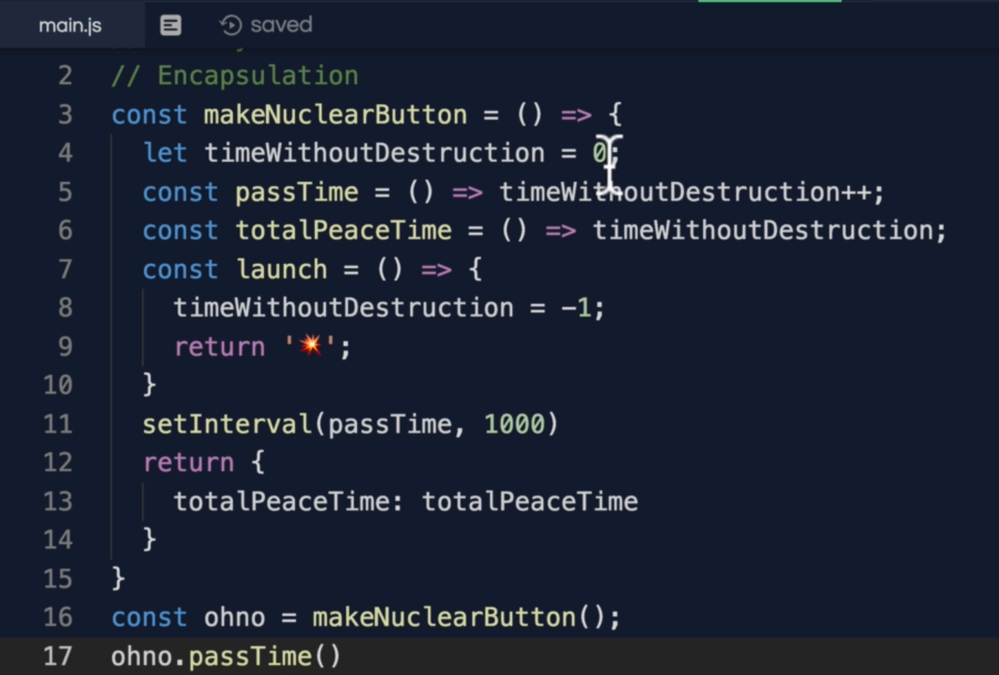 main.js saved
2 // Encapsulation
3 const makeNuclearButton = () => {
4 let timeWithoutDestruction = 0;
5 const passTime = () => timeWithoutDestruction++;
6 const totalPeaceTime = () => timeWithoutDestruction;
7 const launch = () => {
8 timeWithoutDestruction = -1;
9 return '💥';
10 }
11 setInterval(passTime, 1000)
12 return {
13 totalPeaceTime: totalPeaceTime
14 }
15 }
16 const ohno = makeNuclearButton();
17 ohno.passTime()